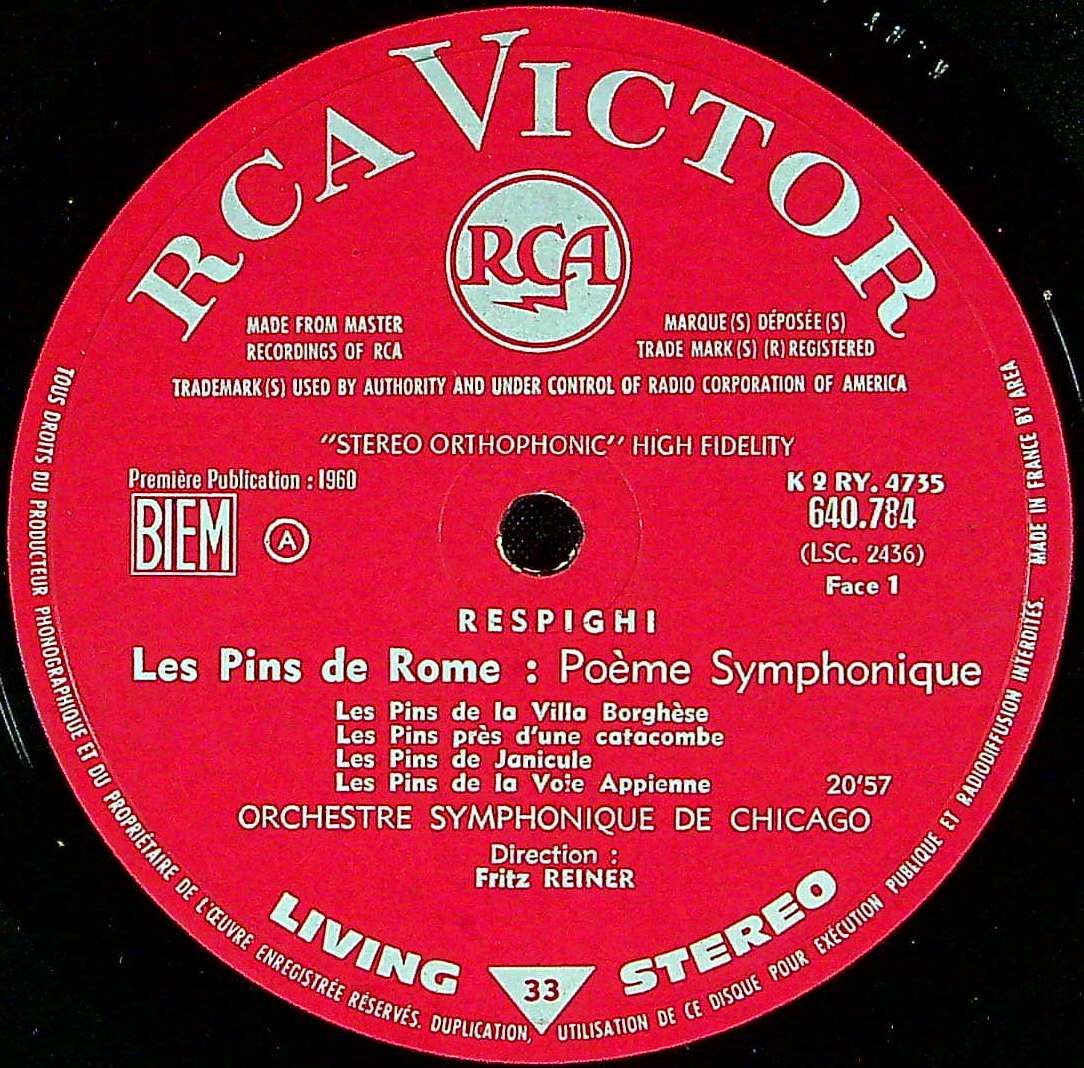 RCA VICTOR
RCA
MADE FROM MASTER
RECORDINGS OF RCA
MARQUE(S) DÉPOSÉE(S)
TRADE MARK(S) (R) REGISTERED
TRADEMARK(S) USED BY AUTHORITY AND UNDER CONTROL OF RADIO CORPORATION OF AMERICA
"STEREO ORTHOPHONIC" HIGH FIDELITY
Première Publication : 1960
BIEM
A
K 2 RY. 4735
640.784
(LSC. 2436)
Face 1
RESPIGHI
Les Pins de Rome : Poème Symphonique
Les Pins de la Villa Borghèse
Les Pins près d'une catacombe
Les Pins de Janicule
Les Pins de la Voie Appienne 20'57
ORCHESTRE SYMPHONIQUE DE CHICAGO
Direction :
Fritz REINER
LIVING STEREO
33
TOUS DROITS DU PRODUCTEUR PHONOGRAPHIQUE ET DU PROPRIÉTAIRE DE L'ŒUVRE ENREGISTRÉE RÉSERVÉS. DUPLICATION, UTILISATION DE CE DISQUE POUR EXÉCUTION PUBLIQUE ET RADIODIFFUSION INTERDITES. MADE IN FRANCE BY AREA